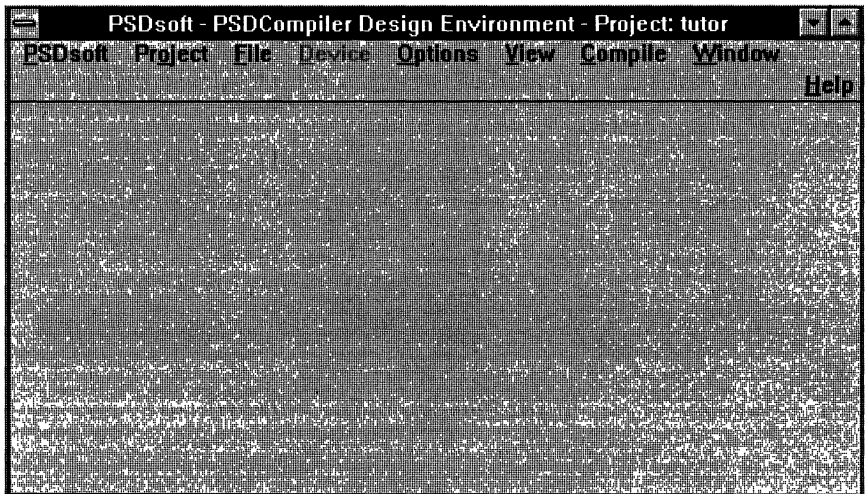 PSDsoft - PSDCompiler Design Environment - Project: tutor
PSDsoft Project File Device Options View Compile Window
Help